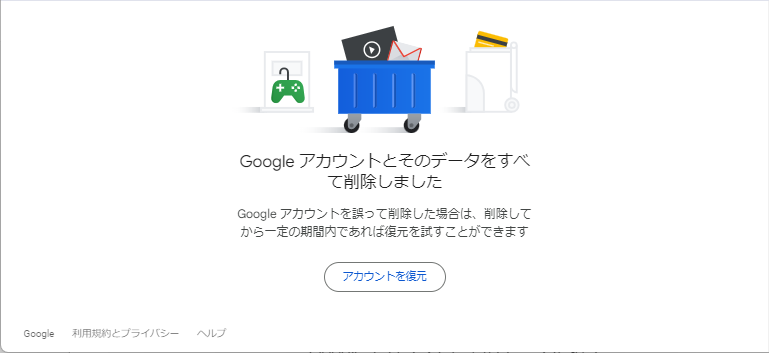 Google アカウントとそのデータをすべ
て削除しました
Google アカウントを誤って削除した場合は、削除して
から一定の期間内であれば復元を試すことができます
アカウントを復元
Google 利用規約とプライバシー ヘルプ